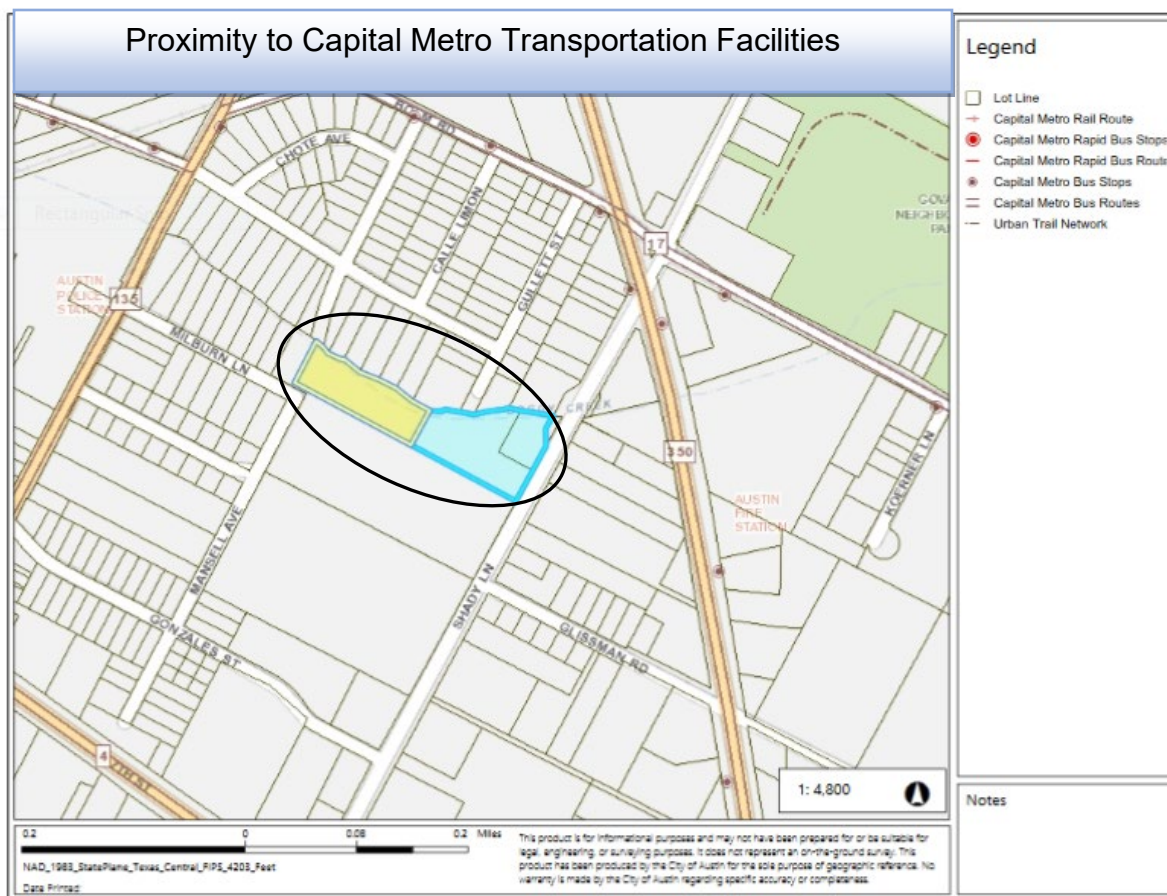 Proximity to Capital Metro Transportation Facilities
Legend
Lot Line
Capital Metro Rail Route
Capital Metro Rapid Bus Stops
Capital Metro Rapid Bus Route
Capital Metro Bus Stops
Capital Metro Bus Routes
Urban Trail Network
BOLM RD
CHOTE AVE
CALLE LIMON
GULLETT ST
17
NEIGHB
Rectangular
AUSTIN
POLICE
STATION
135
MILBURN LN
CREEK
350
AUSTIN
FIRE
STATION
KOERNER LN
MANSELL AVE
SHADY LN
GONZALES ST
GLISSMAN RD
4
7TH ST
1: 4,800
Notes
0.2
0
0.08
0.2 Miles
NAD_1983_StatePlane_Texas_Central_FIPS_4203_Feet
Date Printed:
This product is for informational purposes and may not have been prepared for or be suitable for
legal, engineering, or surveying purposes. It does not represent an on-the-ground survey. This
product has been produced by the City of Austin for the sole purpose of geographic reference. No
warranty is made by the City of Austin regarding specific accuracy or completeness.